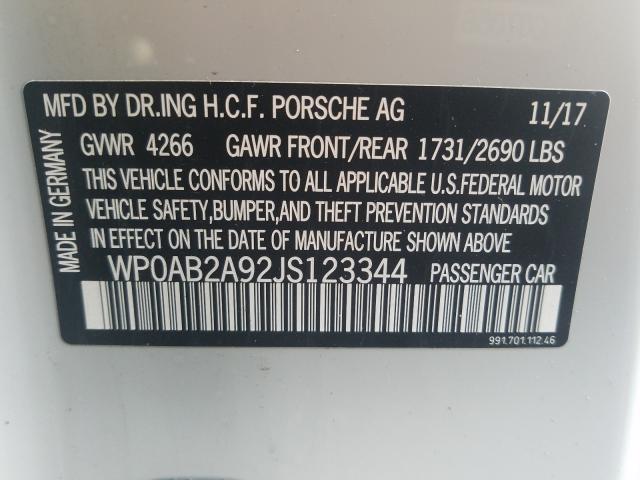 MFD BY DR.ING H.C.F. PORSCHE AG 11/17
GVWR 4266 GAWR FRONT/REAR 1731/2690 LBS
THIS VEHICLE CONFORMS TO ALL APPLICABLE U.S.FEDERAL MOTOR
VEHICLE SAFETY,BUMPER,AND THEFT PREVENTION STANDARDS
IN EFFECT ON THE DATE OF MANUFACTURE SHOWN ABOVE
WP0AB2A92JS123344 PASSENGER CAR
991.701.112.46
MADE IN GERMANY